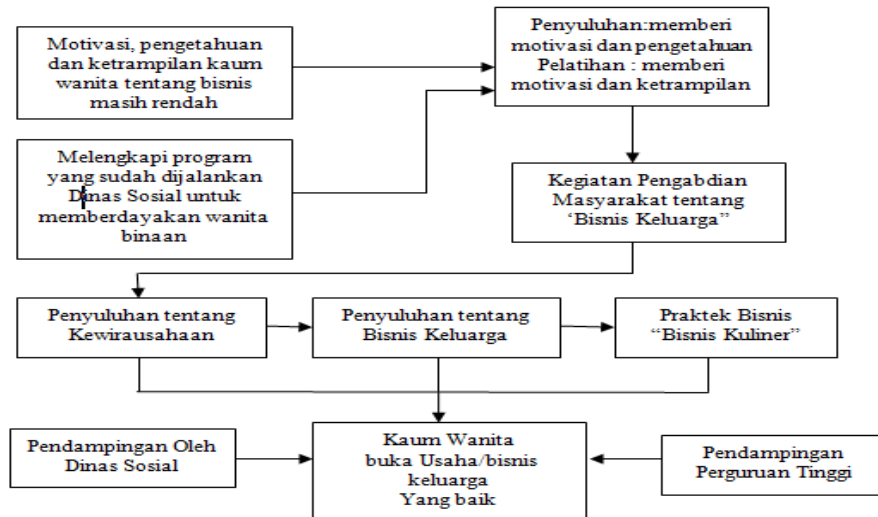 Motivasi, pengetahuan
dan ketrampilan kaum
wanita tentang bisnis
masih rendah
Penyuluhan:memberi
motivasi dan pengetahuan
Pelatihan : memberi
motivasi dan ketrampilan
Melengkapi program
yang sudah dijalankan
Dinas Sosial untuk
memberdayakan wanita
binaan
Kegiatan Pengabdian
Masyarakat tentang
‘Bisnis Keluarga”
Penyuluhan tentang
Kewirausahaan
Penyuluhan tentang
Bisnis Keluarga
Praktek Bisnis
“Bisnis Kuliner”
Pendampingan Oleh
Dinas Sosial
Kaum Wanita
buka Usaha/bisnis
keluarga
Yang baik
Pendampingan
Perguruan Tinggi